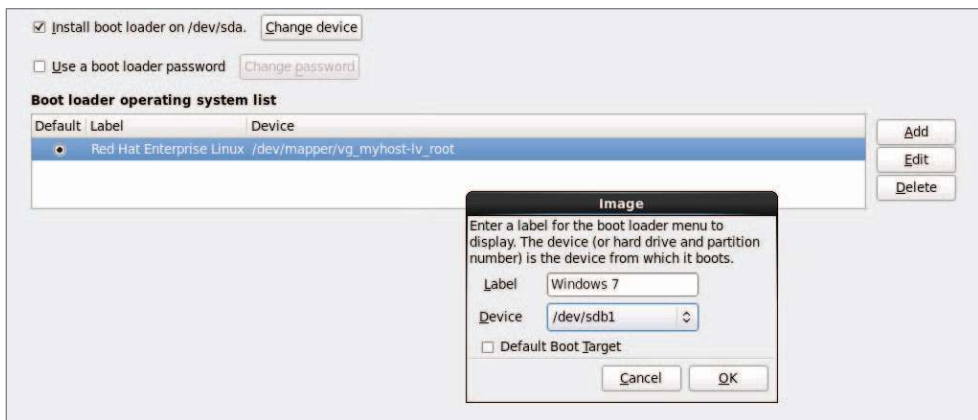 Install boot loader on /dev/sda. Change device
Use a boot loader password Change password
Boot loader operating system list
Default Label Device
Red Hat Enterprise Linux /dev/mapper/vg_myhost-lv_root
Add
Edit
Delete
Image
Enter a label for the boot loader menu to
display. The device (or hard drive and partition
number) is the device from which it boots.
Label Windows 7
Device /dev/sdb1
Default Boot Target
Cancel OK